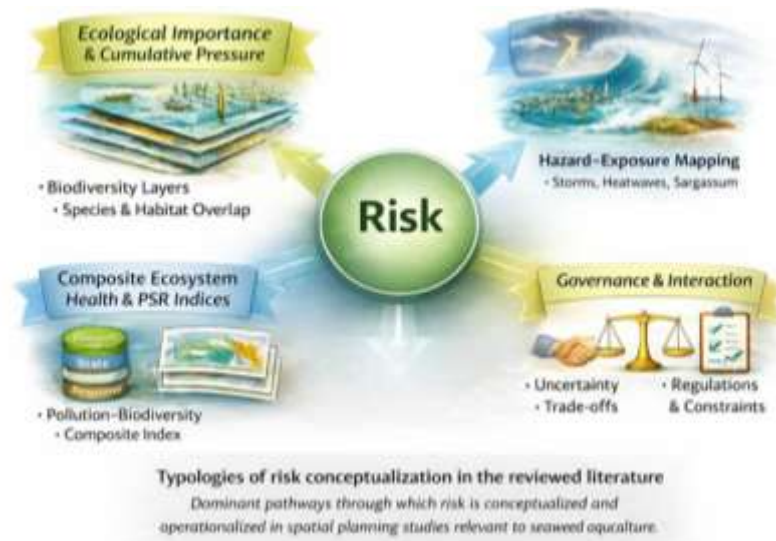 Ecological Importance
& Cumulative Pressure
• Biodiversity Layers
• Species & Habitat Overlap
Hazard–Exposure Mapping
• Storms, Heatwaves, Sargassum
Risk
Composite Ecosystem
Health & PSR Indices
State
• Pollution–Biodiversity
• Composite Index
Governance & Interaction
• Uncertainty
• Trade-offs
• Regulations
& Constraints
Typologies of risk conceptualization in the reviewed literature
Dominant pathways through which risk is conceptualized and
operationalized in spatial planning studies relevant to seaweed aquculture.